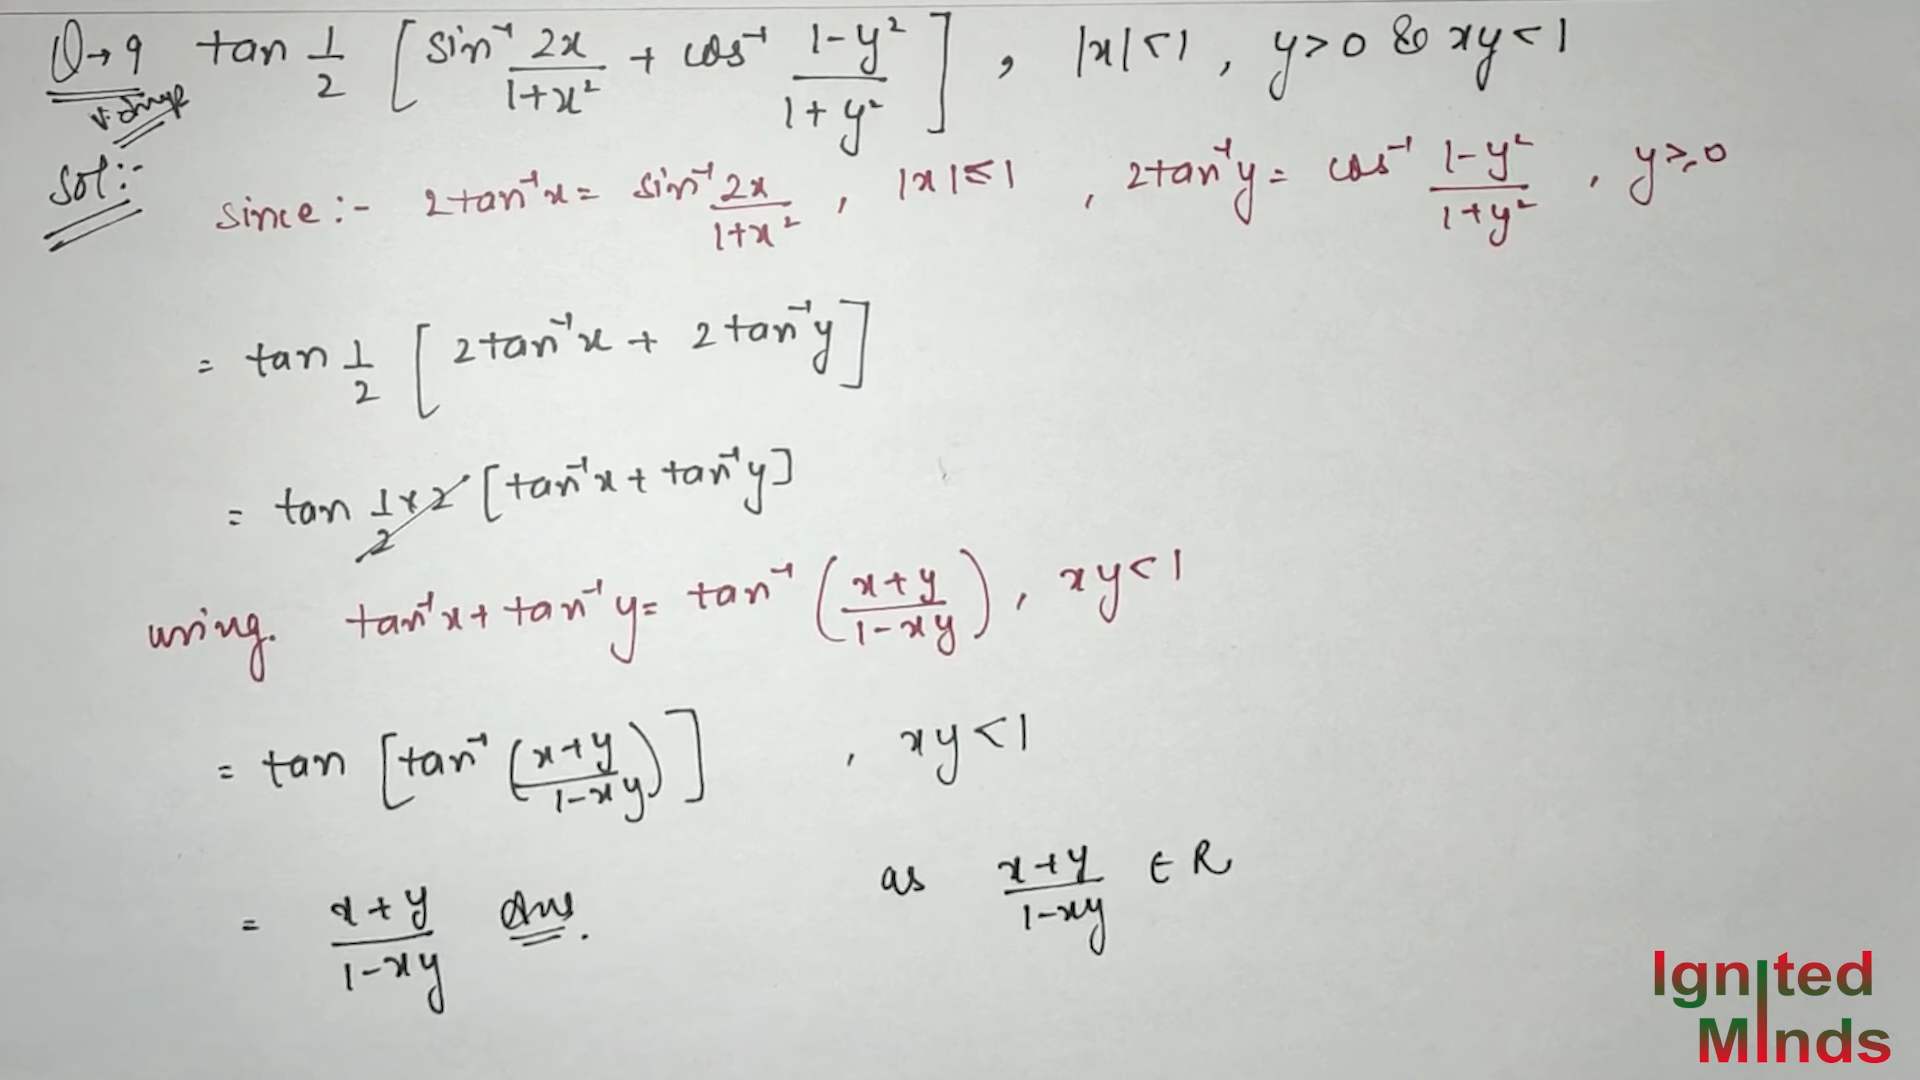 Q→9 tan 1/2 [sin⁻¹ 2x/1+x² + cos⁻¹ 1-y²/1+y²] , |x|<1 , y>0 & xy<1
v. Imp
Sol:- since:- 2tan⁻¹x = sin⁻¹ 2x/1+x² , |x|≤1 , 2tan⁻¹y = cos⁻¹ 1-y²/1+y² , y≥0
= tan 1/2 [2tan⁻¹x + 2tan⁻¹y]
= tan 1/2 × 2 [tan⁻¹x + tan⁻¹y]
using. tan⁻¹x + tan⁻¹y = tan⁻¹ (x+y/1-xy) , xy<1
= tan [tan⁻¹ (x+y/1-xy)] , xy<1
= x+y/1-xy Ans. as x+y/1-xy ∈ R
Ignited
Minds